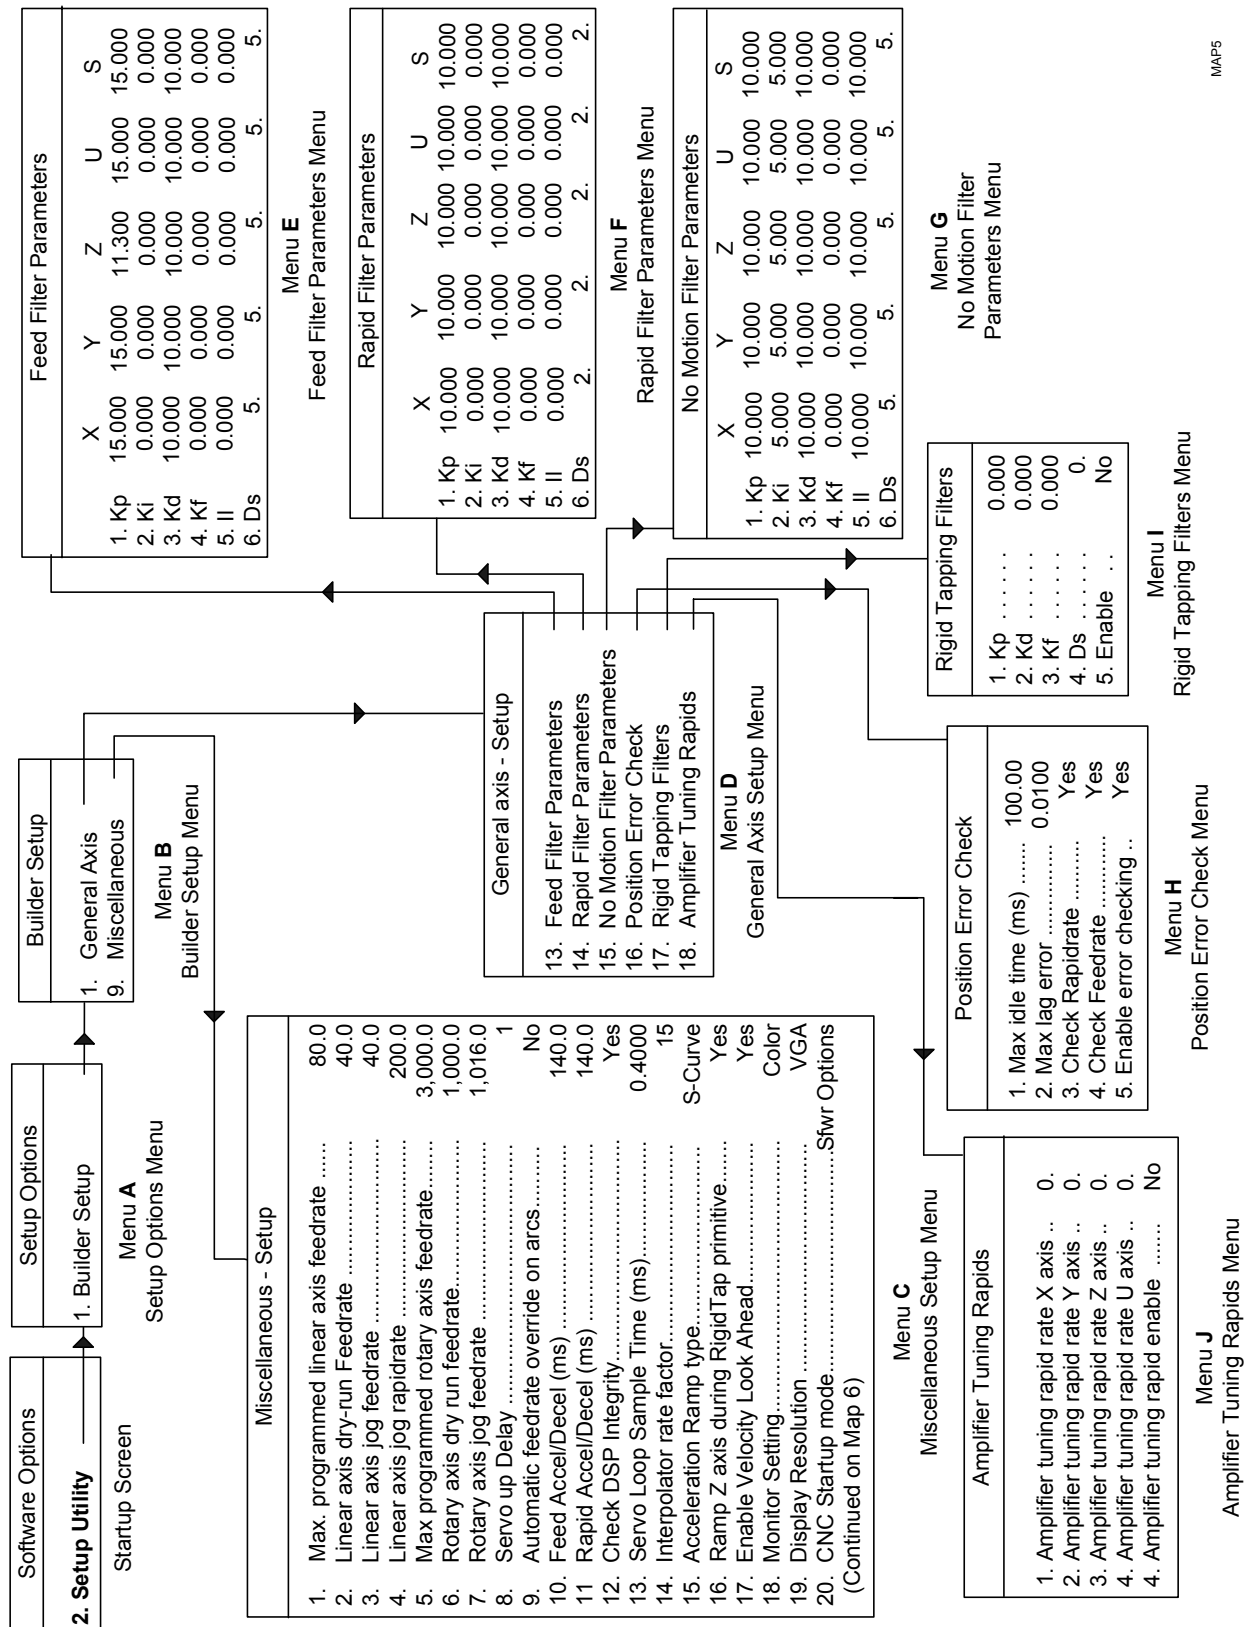 Software Options
2. Setup Utility
Startup Screen
Setup Options
1. Builder Setup
Menu A
Setup Options Menu
Builder Setup
1. General Axis
9. Miscellaneous
Menu B
Builder Setup Menu
Miscellaneous - Setup
1. Max. programmed linear axis feedrate ...... 80.0
2. Linear axis dry-run Feedrate ........................ 40.0
3. Linear axis jog feedrate ............................... 40.0
4. Linear axis jog rapidrate .............................. 200.0
5. Max programmed rotary axis feedrate........ 3,000.0
6. Rotary axis dry run feedrate........................ 1,000.0
7. Rotary axis jog feedrate .............................. 1,016.0
8. Servo up Delay ........................................... 1
9. Automatic feedrate override on arcs........... No
10. Feed Accel/Decel (ms) ............................... 140.0
11 Rapid Accel/Decel (ms) .............................. 140.0
12. Check DSP Integrity.................................... Yes
13. Servo Loop Sample Time (ms)................... 0.4000
14. Interpolator rate factor................................. 15
15. Acceleration Ramp type.............................. S-Curve
16. Ramp Z axis during RigidTap primitive....... Yes
17. Enable Velocity Look Ahead....................... Yes
18. Monitor Setting............................................ Color
19. Display Resolution ...................................... VGA
20. CNC Startup mode......................................Sfwr Options
(Continued on Map 6)
Menu C
Miscellaneous Setup Menu
General axis - Setup
13. Feed Filter Parameters
14. Rapid Filter Parameters
15. No Motion Filter Parameters
16. Position Error Check
17. Rigid Tapping Filters
18. Amplifier Tuning Rapids
Menu D
General Axis Setup Menu
Feed Filter Parameters
X Y Z U S
1. Kp 15.000 15.000 11.300 15.000 15.000
2. Ki 0.000 0.000 0.000 0.000 0.000
3. Kd 10.000 10.000 10.000 10.000 10.000
4. Kf 0.000 0.000 0.000 0.000 0.000
5. Il 0.000 0.000 0.000 0.000 0.000
6. Ds 5. 5. 5. 5. 5.
Menu E
Feed Filter Parameters Menu
Rapid Filter Parameters
X Y Z U S
1. Kp 10.000 10.000 10.000 10.000 10.000
2. Ki 0.000 0.000 0.000 0.000 0.000
3. Kd 10.000 10.000 10.000 10.000 10.000
4. Kf 0.000 0.000 0.000 0.000 0.000
5. Il 0.000 0.000 0.000 0.000 0.000
6. Ds 2. 2. 2. 2. 2.
Menu F
Rapid Filter Parameters Menu
No Motion Filter Parameters
X Y Z U S
1. Kp 10.000 10.000 10.000 10.000 10.000
2. Ki 5.000 5.000 5.000 5.000 5.000
3. Kd 10.000 10.000 10.000 10.000 10.000
4. Kf 0.000 0.000 0.000 0.000 0.000
5. Il 10.000 10.000 10.000 10.000 10.000
6. Ds 5. 5. 5. 5. 5.
Menu G
No Motion Filter
Parameters Menu
Amplifier Tuning Rapids
1. Amplifier tuning rapid rate X axis .. 0.
2. Amplifier tuning rapid rate Y axis .. 0.
3. Amplifier tuning rapid rate Z axis .. 0.
4. Amplifier tuning rapid rate U axis .. 0.
4. Amplifier tuning rapid enable ...... No
Menu J
Amplifier Tuning Rapids Menu
Position Error Check
1. Max idle time (ms) ....... 100.00
2. Max lag error ................ 0.0100
3. Check Rapidrate .......... Yes
4. Check Feedrate ............ Yes
5. Enable error checking .. Yes
Menu H
Position Error Check Menu
Rigid Tapping Filters
1. Kp . . . . . . . 0.000
2. Kd . . . . . . . 0.000
3. Kf . . . . . . . 0.000
4. Ds . . . . . . . 0.
5. Enable . . No
Menu I
Rigid Tapping Filters Menu
MAP5